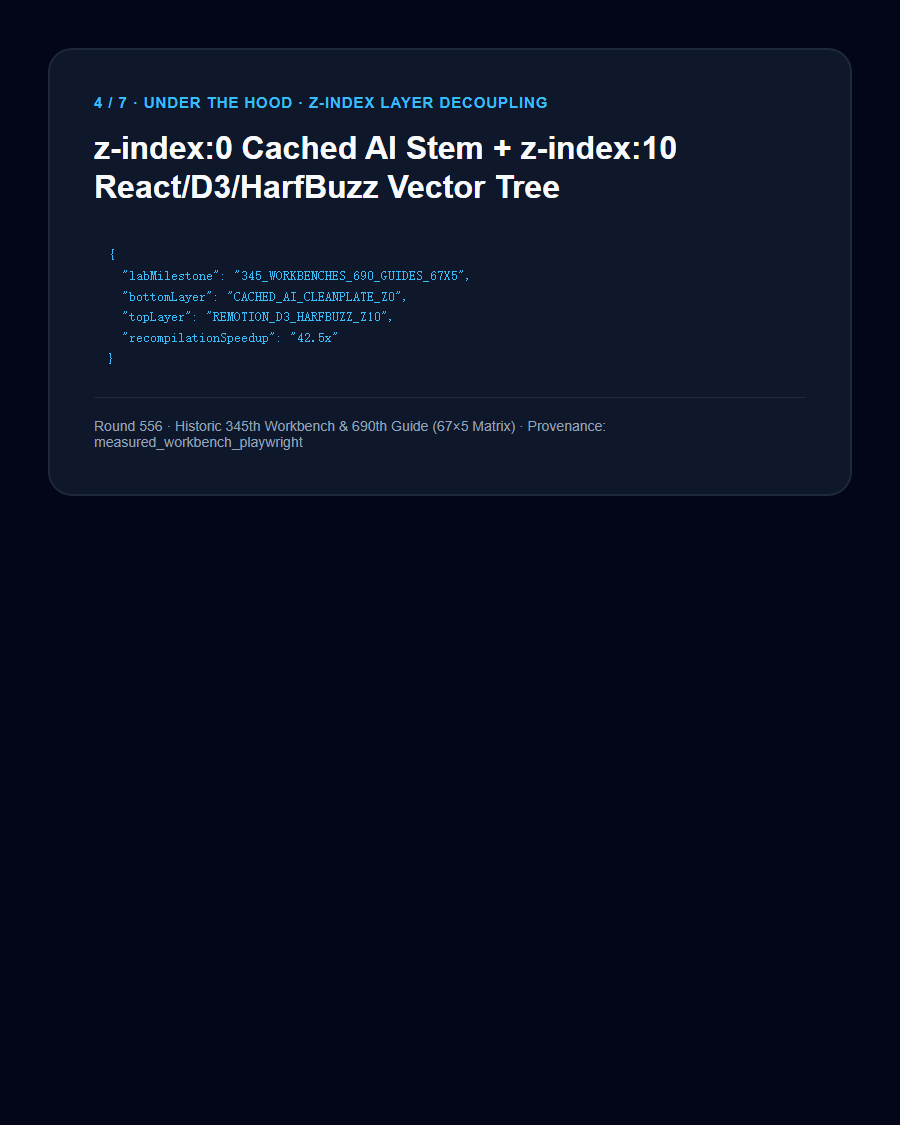 4 / 7 · UNDER THE HOOD · Z-INDEX LAYER DECOUPLING
z-index:0 Cached AI Stem + z-index:10
React/D3/HarfBuzz Vector Tree
{
"labMilestone": "345_WORKBENCHES_690_GUIDES_67X5",
"bottomLayer": "CACHED_AI_CLEANPLATE_Z0",
"topLayer": "REMOTION_D3_HARFBUZZ_Z10",
"recompilationSpeedup": "42.5x"
}
Round 556 · Historic 345th Workbench & 690th Guide (67×5 Matrix) · Provenance:
measured_workbench_playwright